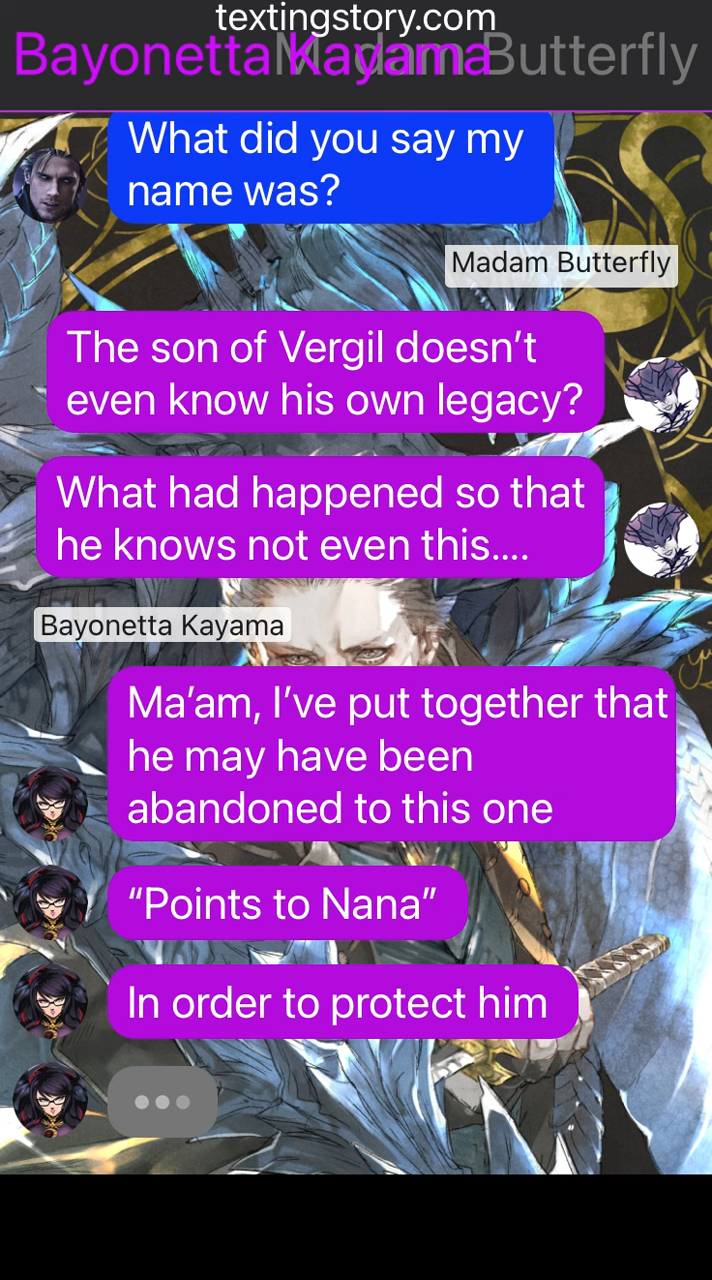 textingstory.com
Bayonetta Kayama
Madam Butterfly
What did you say my
name was?
Madam Butterfly
The son of Vergil doesn’t
even know his own legacy?
What had happened so that
he knows not even this....
Bayonetta Kayama
Ma’am, I’ve put together that
he may have been
abandoned to this one
“Points to Nana”
In order to protect him